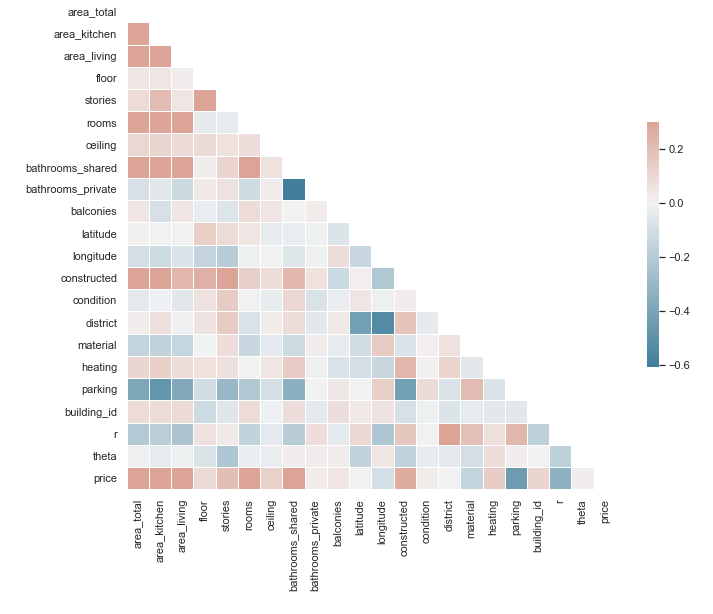 area_total
area_kitchen
area_living
floor
stories
rooms
ceiling
bathrooms_shared
bathrooms_private
balconies
latitude
longitude
constructed
condition
district
material
heating
parking
building_id
r
theta
price
area_total
area_kitchen
area_living
floor
stories
rooms
ceiling
bathrooms_shared
bathrooms_private
balconies
latitude
longitude
constructed
condition
district
material
heating
parking
building_id
r
theta
price
0.2
0.0
−0.2
−0.4
−0.6